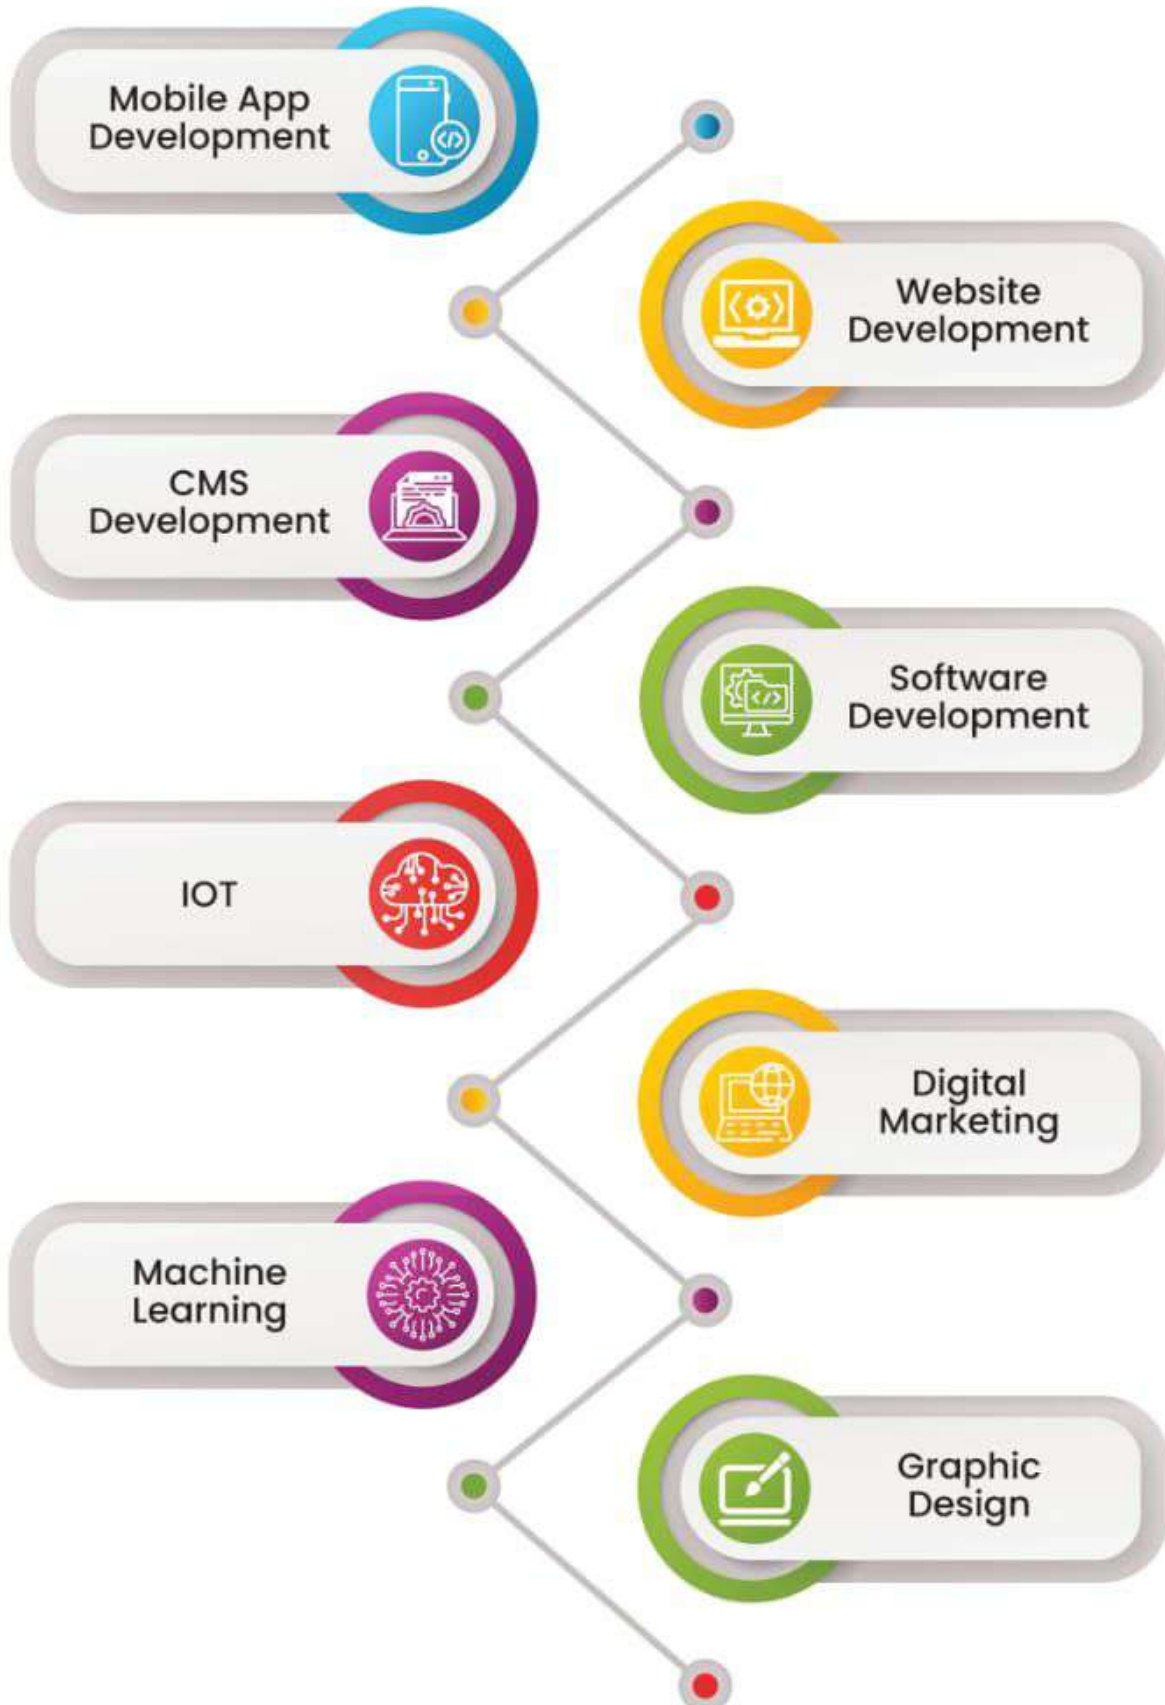 Mobile App
Development
Website
Development
CMS
Development
Software
Development
IOT
Digital
Marketing
Machine
Learning
Graphic
Design